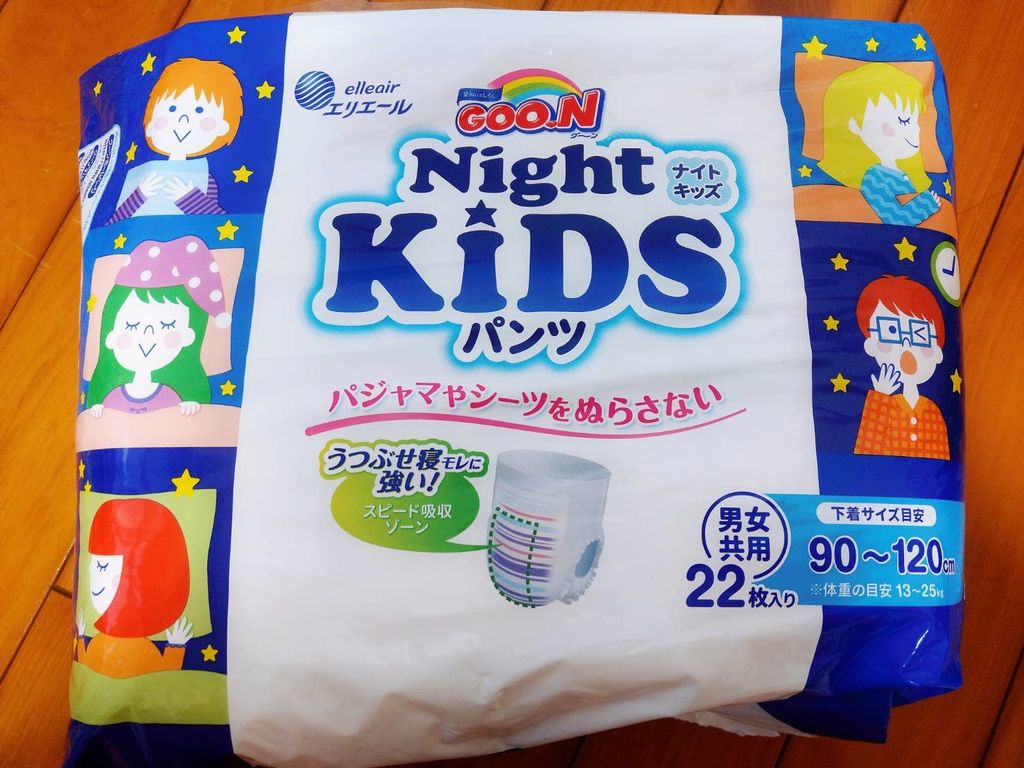 elleair
エリエール
GOO.N
グーン
Night
ナイト
キッズ
KiDS
パンツ
パジャマやシーツをぬらさない
うつぶせ寝モレに
強い!
スピード吸収
ゾーン
男女
共用
22枚入り
下着サイズ目安
90～120cm
※体重の目安 13～25kg